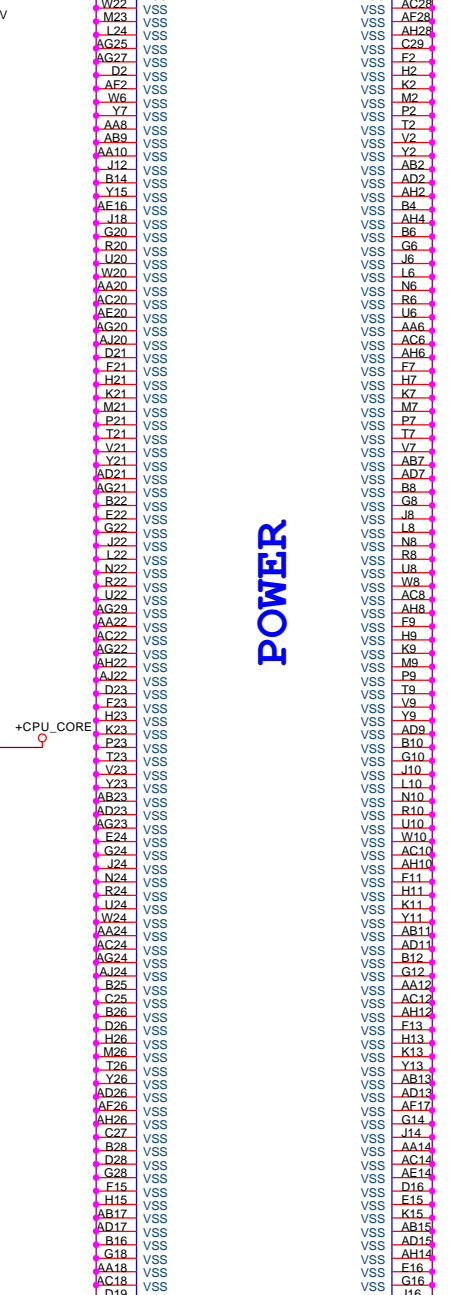 V
W22 VSS VSS AC28
M23 VSS VSS AF28
L24 VSS VSS AH28
AG25 VSS VSS C29
AG27 VSS VSS F2
D2 VSS VSS H2
AF2 VSS VSS K2
W6 VSS VSS M2
Y7 VSS VSS P2
AA8 VSS VSS T2
AB9 VSS VSS V2
AA10 VSS VSS Y2
J12 VSS VSS AB2
B14 VSS VSS AD2
Y15 VSS VSS AH2
AE16 VSS VSS B4
J18 VSS VSS AH4
G20 VSS VSS B6
R20 VSS VSS G6
U20 VSS VSS J6
W20 VSS VSS L6
AA20 VSS VSS N6
AC20 VSS VSS R6
AE20 VSS VSS U6
AG20 VSS VSS AA6
AJ20 VSS VSS AC6
D21 VSS VSS AH6
F21 VSS VSS F7
H21 VSS VSS H7
K21 VSS VSS K7
M21 VSS VSS M7
P21 VSS VSS P7
T21 VSS VSS T7
V21 VSS VSS V7
Y21 VSS VSS AB7
AD21 VSS VSS AD7
AG21 VSS VSS B8
B22 VSS VSS G8
E22 VSS VSS J8
G22 VSS VSS L8
J22 VSS VSS N8
L22 VSS VSS R8
N22 VSS VSS U8
R22 VSS VSS W8
U22 VSS VSS AC8
AG29 VSS VSS AH8
AA22 VSS VSS F9
AC22 VSS VSS H9
AG22 VSS VSS K9
AH22 VSS VSS M9
AJ22 VSS VSS P9
D23 VSS VSS T9
F23 VSS VSS V9
H23 VSS VSS Y9
K23 VSS VSS AD9
P23 VSS VSS B10
T23 VSS VSS G10
V23 VSS VSS J10
Y23 VSS VSS L10
AB23 VSS VSS N10
AD23 VSS VSS R10
AG23 VSS VSS U10
E24 VSS VSS W10
G24 VSS VSS AC10
J24 VSS VSS AH10
N24 VSS VSS F11
R24 VSS VSS H11
U24 VSS VSS K11
W24 VSS VSS Y11
AA24 VSS VSS AB11
AC24 VSS VSS AD11
AG24 VSS VSS B12
AJ24 VSS VSS G12
B25 VSS VSS AA12
C25 VSS VSS AC12
B26 VSS VSS AH12
D26 VSS VSS F13
H26 VSS VSS H13
M26 VSS VSS K13
T26 VSS VSS Y13
Y26 VSS VSS AB13
AD26 VSS VSS AD13
AF26 VSS VSS AF17
AH26 VSS VSS G14
C27 VSS VSS J14
B28 VSS VSS AA14
D28 VSS VSS AC14
G28 VSS VSS AE14
F15 VSS VSS D16
H15 VSS VSS E15
AB17 VSS VSS K15
AD17 VSS VSS AB15
B16 VSS VSS AD15
G18 VSS VSS AH14
AA18 VSS VSS E16
AC18 VSS VSS G16
D19 J16
+CPU_CORE
POWER